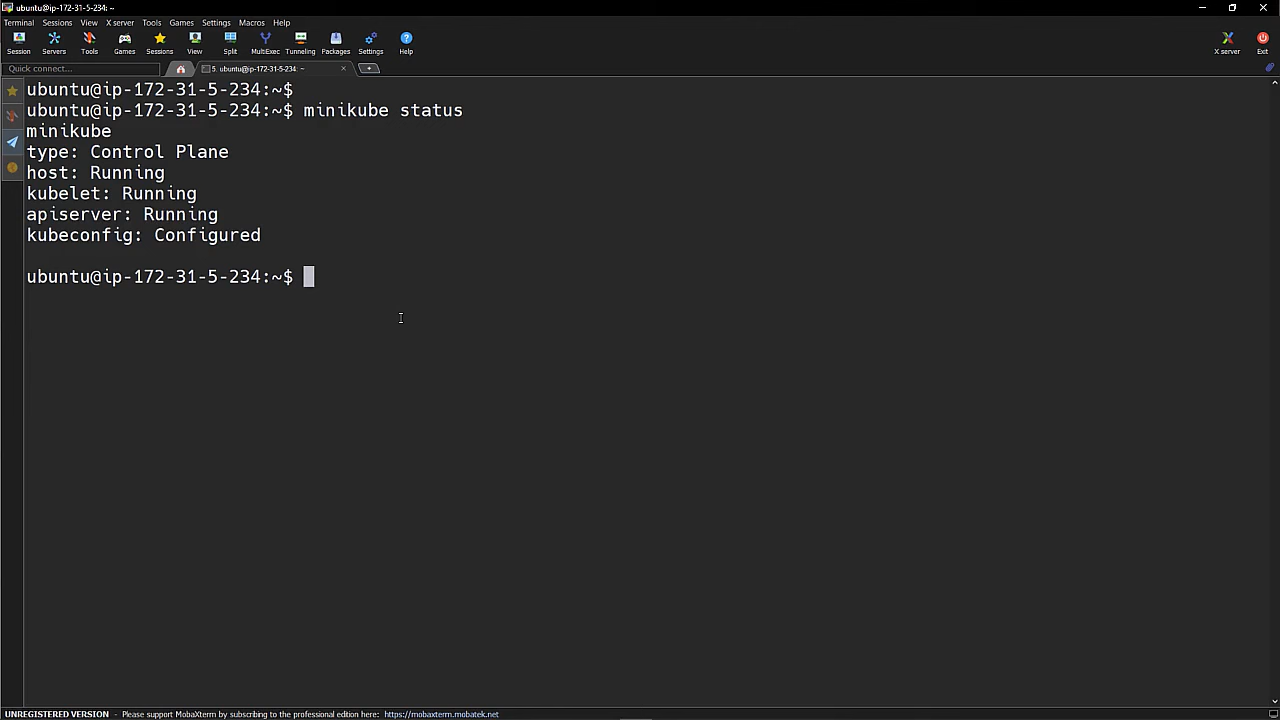 ubuntu@ip-172-31-5-234: ~
Terminal Sessions View X server Tools Games Settings Macros Help
Session Servers Tools Games Sessions View Split MultiExec Tunneling Packages Settings Help X server Exit
Quick connect... 5. ubuntu@ip-172-31-5-234: ~
ubuntu@ip-172-31-5-234:~$
ubuntu@ip-172-31-5-234:~$ minikube status
minikube
type: Control Plane
host: Running
kubelet: Running
apiserver: Running
kubeconfig: Configured
ubuntu@ip-172-31-5-234:~$
UNREGISTERED VERSION - Please support MobaXterm by subscribing to the professional edition here: https://mobaxterm.mobatek.net